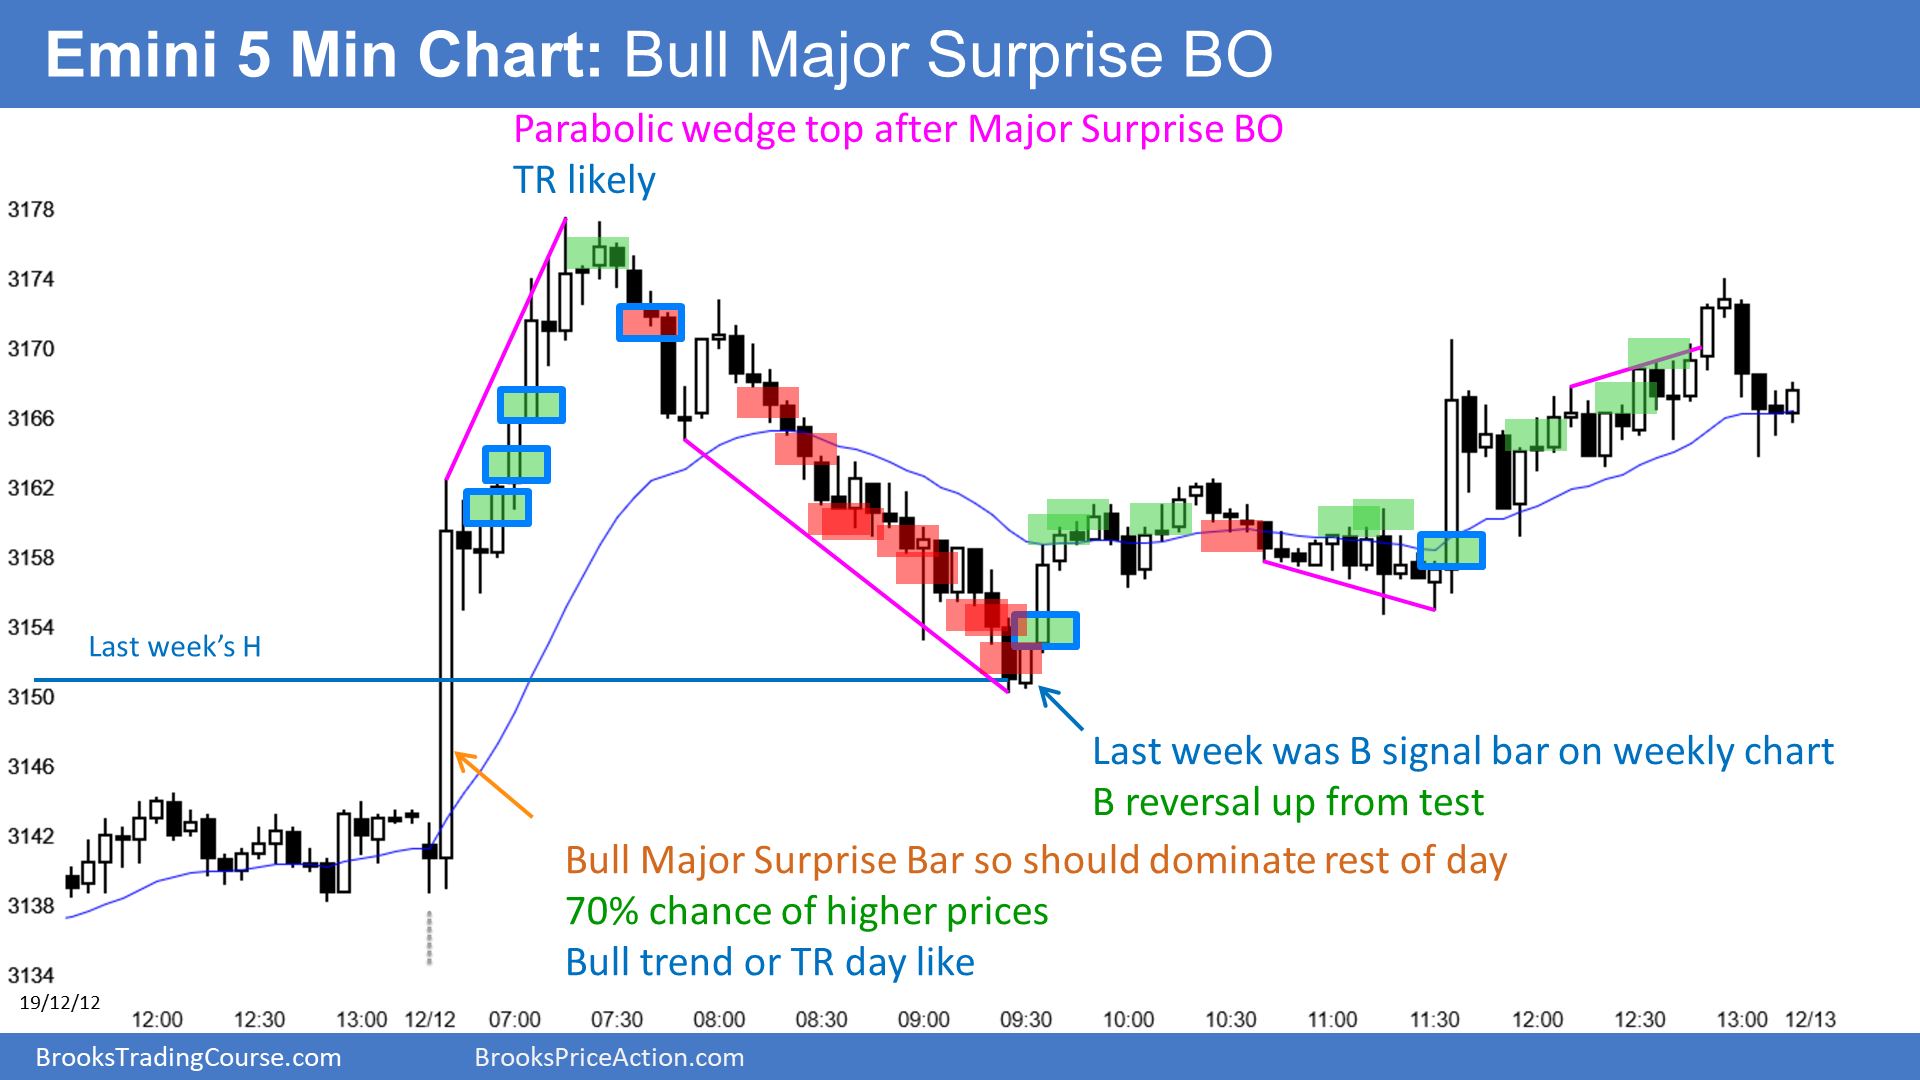 Emini 5 Min Chart: Bull Major Surprise BO
Parabolic wedge top after Major Surprise BO
TR likely
3178
3174
3170
3166
3162
3158
3154
3150
3146
3142
3138
3134
Last week’s H
Last week was B signal bar on weekly chart
B reversal up from test
Bull Major Surprise Bar so should dominate rest of day
70% chance of higher prices
Bull trend or TR day like
19/12/12
12:00 12:30 13:00 12/12 07:00 07:30 08:00 08:30 09:00 09:30 10:00 10:30 11:00 11:30 12:00 12:30 13:00 12/13
BrooksTradingCourse.com BrooksPriceAction.com